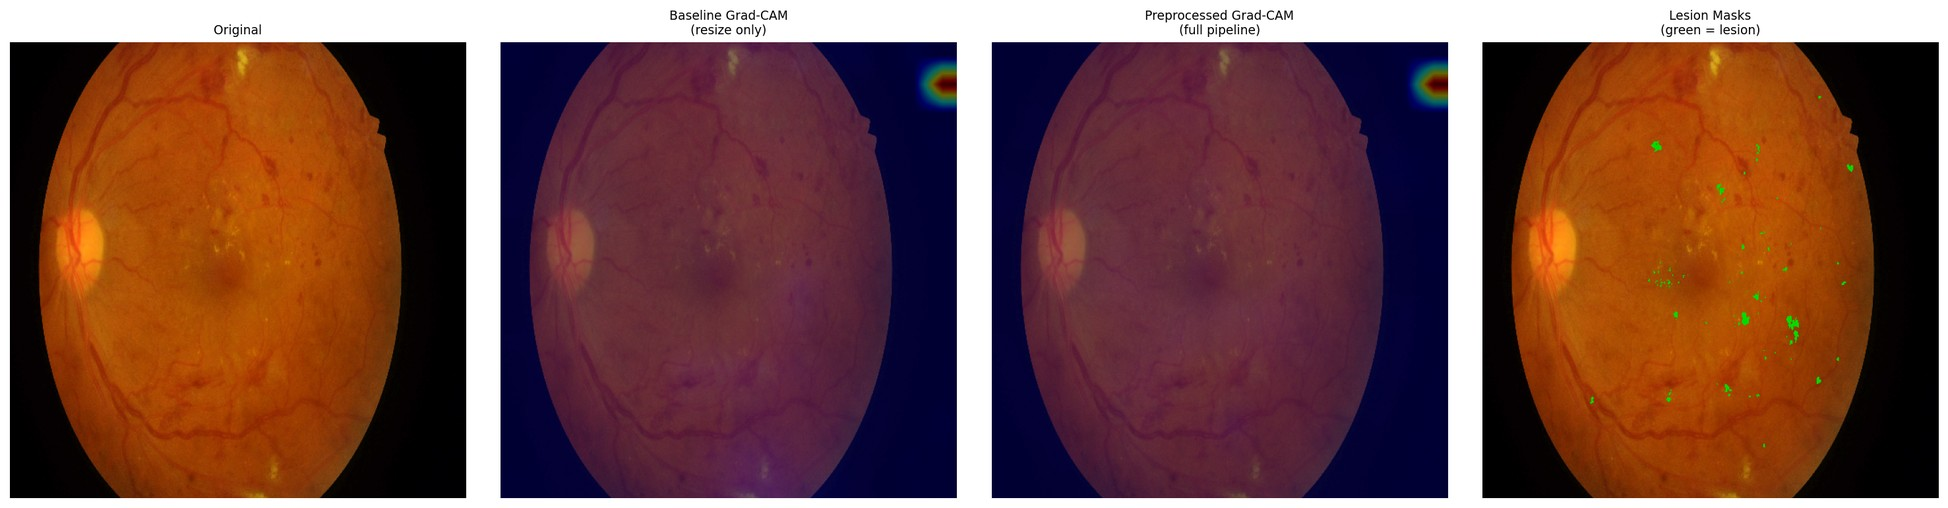 Original
Baseline Grad-CAM
(resize only)
Preprocessed Grad-CAM
(full pipeline)
Lesion Masks
(green = lesion)